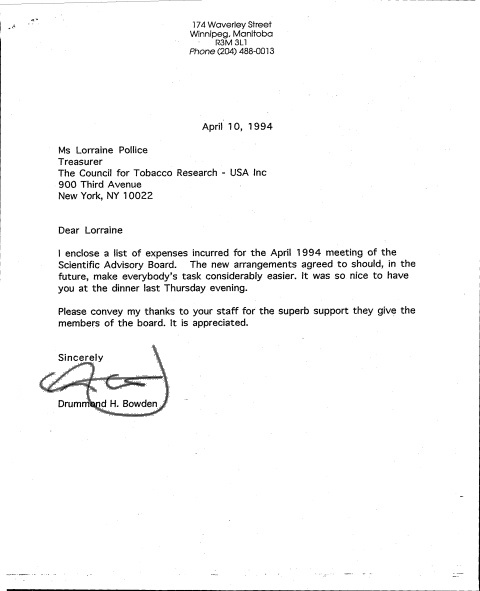 174 Waverley Street
Winnipeg, Manitoba
R3M 3L1
Phone (204) 488-0013
April 10, 1994
Ms Lorraine Pollice
Treasurer
The Council for Tobacco Research - USA Inc
900 Third Avenue
New York, NY 10022
Dear Lorraine
I enclose a list of expenses incurred for the April 1994 meeting of the
Scientific Advisory Board. The new arrangements agreed to should, in the
future, make everybody's task considerably easier. It was so nice to have
you at the dinner last Thursday evening.
Please convey my thanks to your staff for the superb support they give the
members of the board. It is appreciated.
Sincerely
Drummond H. Bowden